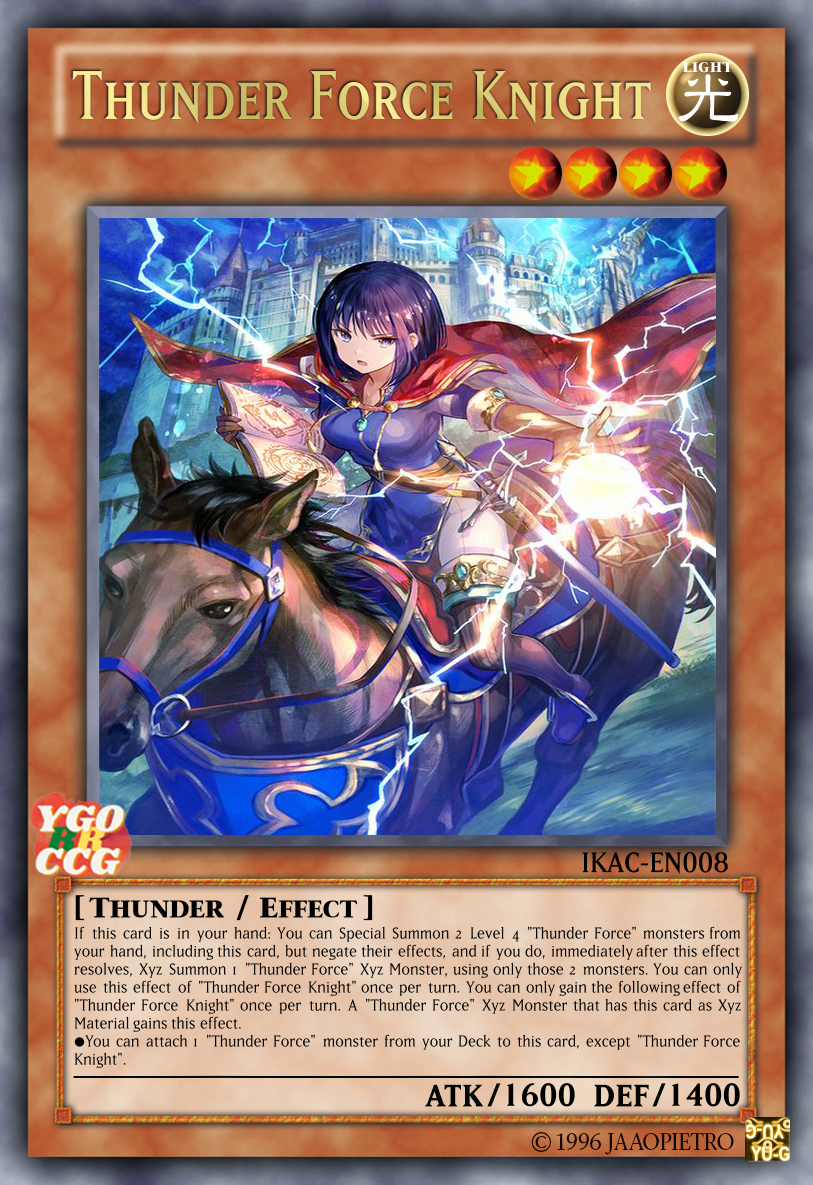 THUNDER FORCE KNIGHT
LIGHT
光
YGO
BR
CCG
IKAC-EN008
[ THUNDER / EFFECT ]
If this card is in your hand: You can Special Summon 2 Level 4 "Thunder Force" monsters from
your hand, including this card, but negate their effects, and if you do, immediately after this effect
resolves, Xyz Summon 1 "Thunder Force" Xyz Monster, using only those 2 monsters. You can only
use this effect of "Thunder Force Knight" once per turn. You can only gain the following effect of
"Thunder Force Knight" once per turn. A "Thunder Force" Xyz Monster that has this card as Xyz
Material gains this effect.
●You can attach 1 "Thunder Force" monster from your Deck to this card, except "Thunder Force
Knight".
ATK/1600 DEF/1400
© 1996 JAAOPIETRO